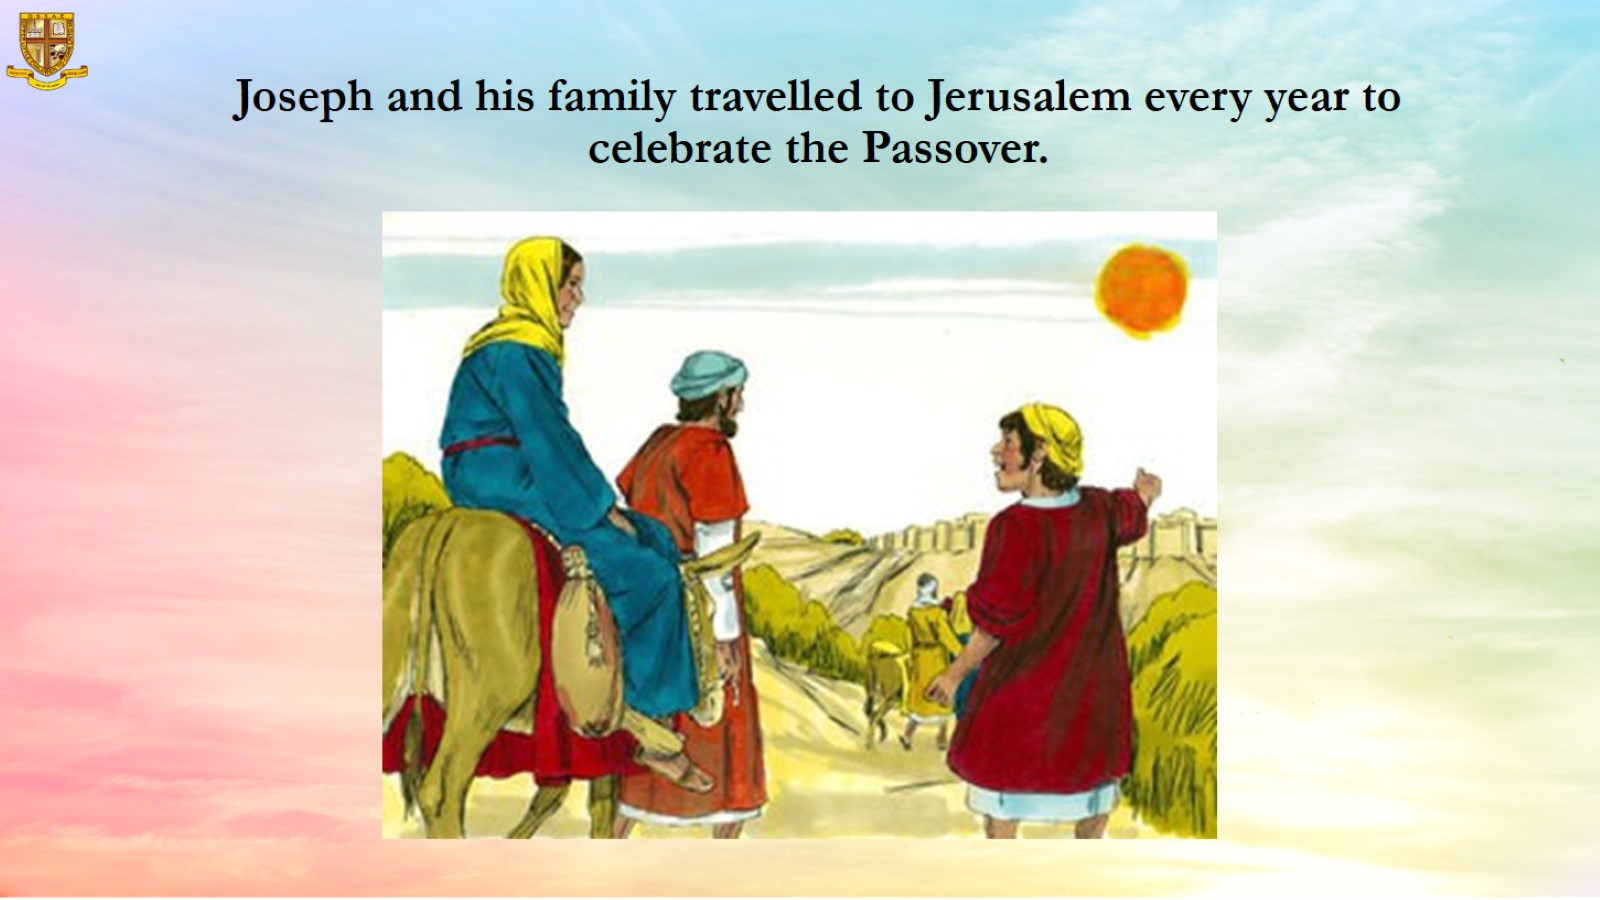 Joseph and his family travelled to Jerusalem every year to
celebrate the Passover.